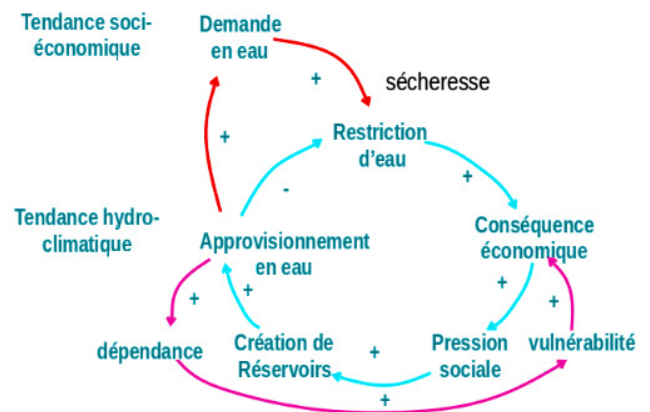 Tendance soci-
économique
Demande
en eau
+
sécheresse
+
Restriction
d'eau
+
-
Tendance hydro-
climatique
Approvisionnement
en eau
Conséquence
économique
+
+
+
+
dépendance
Création de
Réservoirs
+
Pression
sociale
vulnérabilité
+